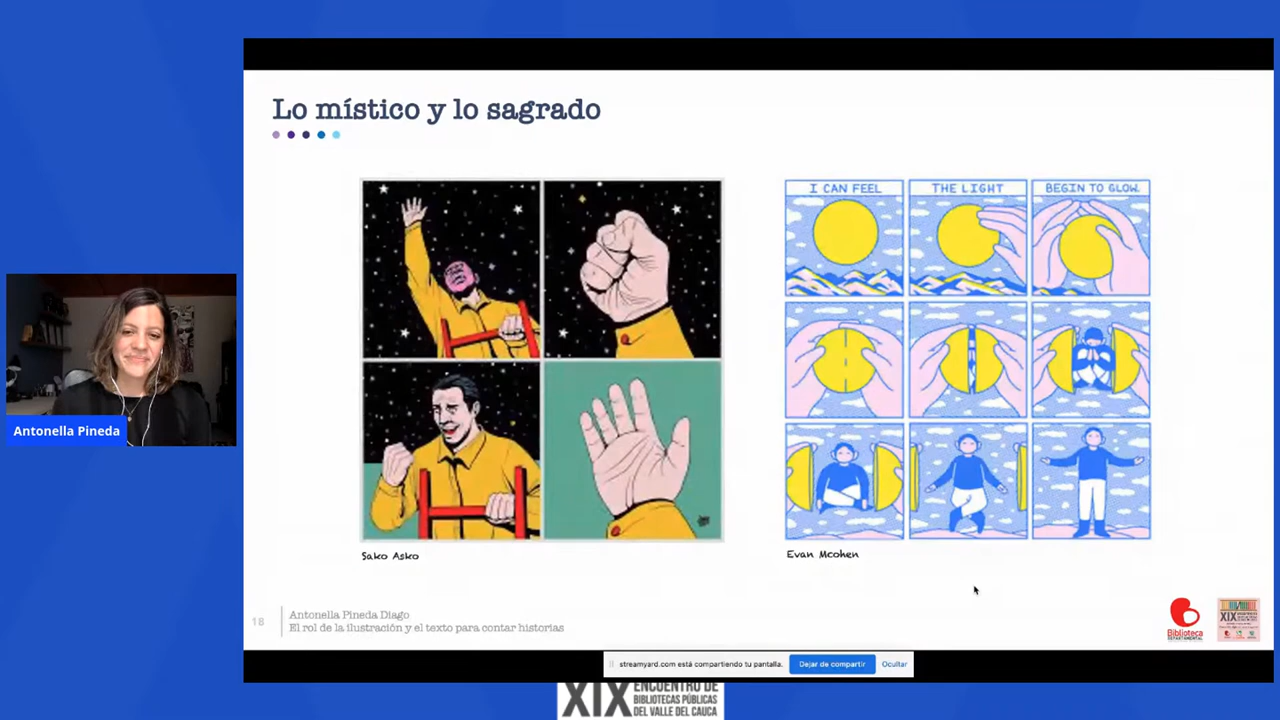 Lo místico y lo sagrado
I CAN FEEL
THE LIGHT
BEGIN TO GLOW.
Sako Asko
Evan Mcohen
Antonella Pineda
18
Antonella Pineda Diago
El rol de la ilustración y el texto para contar historias
Biblioteca
DEPARTAMENTAL
XIX
streamyard.com está compartiendo tu pantalla.
Dejar de compartir
Ocultar
XIX
ENCUENTRO DE
BIBLIOTECAS PÚBLICAS
DEL VALLE DEL CAUCA